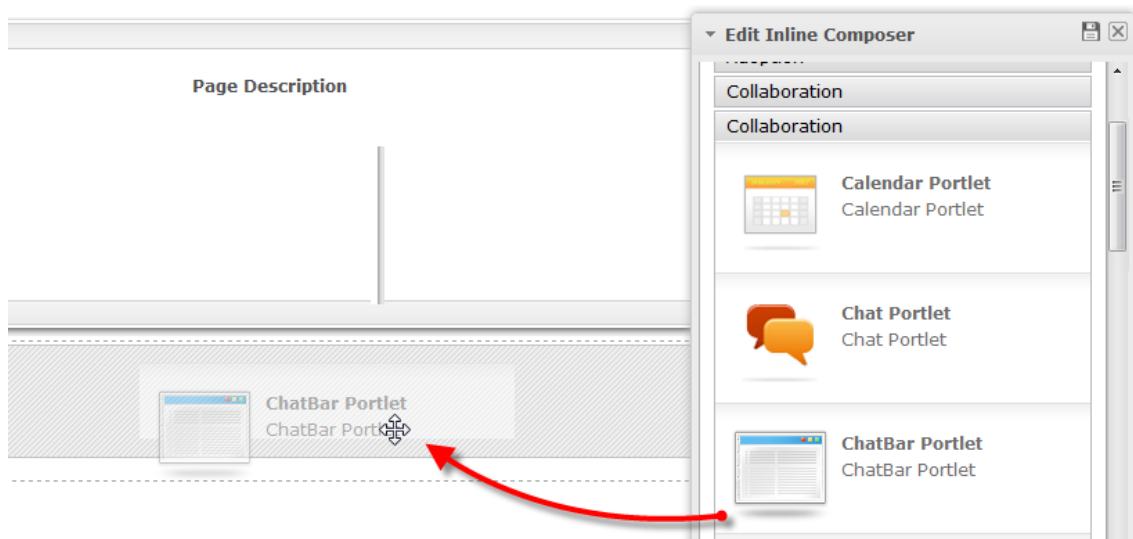 Page Description
ChatBar Portlet
Edit Inline Composer
Collaboration
Collaboration
Calendar Portlet
Calendar Portlet
Chat Portlet
Chat Portlet
ChatBar Portlet
ChatBar Portlet